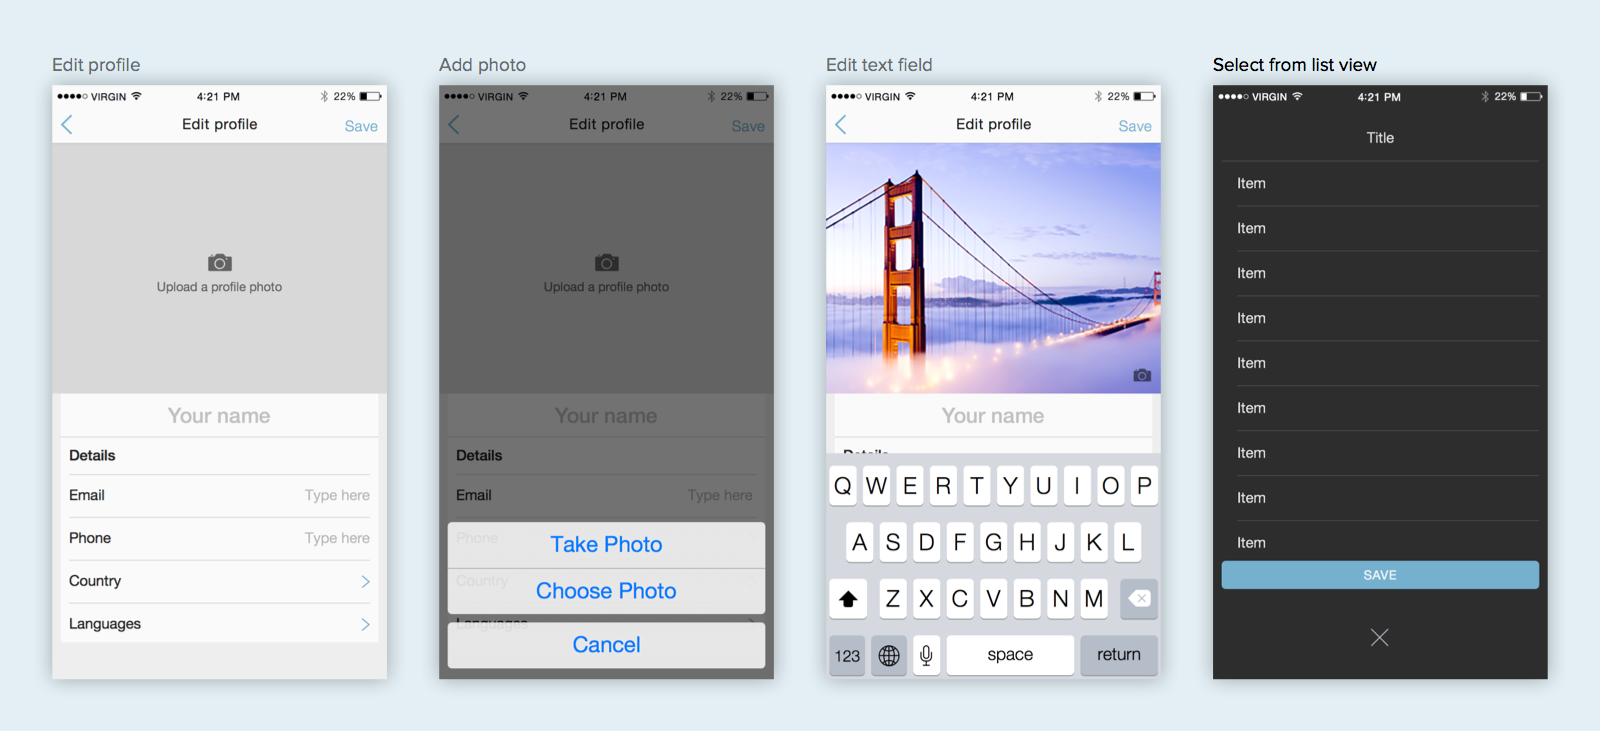 Edit profile
VIRGIN 4:21 PM 22%
Edit profile Save
Upload a profile photo
Your name
Details
Email Type here
Phone Type here
Country
Languages
Add photo
VIRGIN 4:21 PM 22%
Edit profile Save
Upload a profile photo
Your name
Details
Email Type here
Phone
Take Photo
Country
Choose Photo
Languages
Cancel
Edit text field
VIRGIN 4:21 PM 22%
Edit profile Save
Your name
Details
Q W E R T Y U I O P
A S D F G H J K L
Z X C V B N M
123 space return
Select from list view
VIRGIN 4:21 PM 22%
Title
Item
Item
Item
Item
Item
Item
Item
Item
Item
SAVE